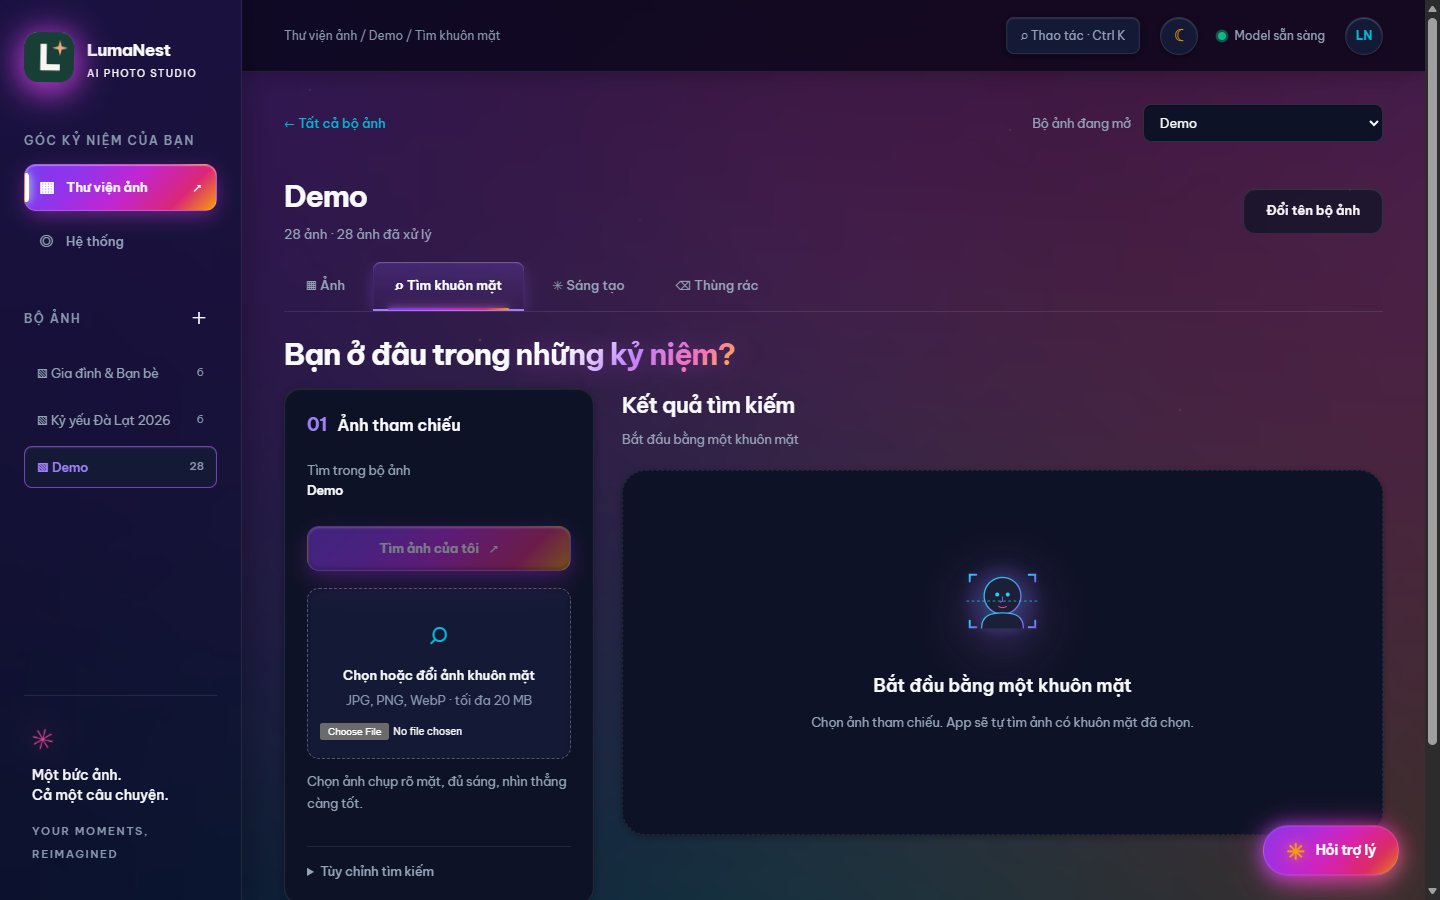 LumaNest
AI PHOTO STUDIO
GÓC KỶ NIỆM CỦA BẠN
Thư viện ảnh
Hệ thống
BỘ ẢNH
Gia đình & Bạn bè 6
Kỷ yếu Đà Lạt 2026 6
Demo 28
Một bức ảnh.
Cả một câu chuyện.
YOUR MOMENTS,
REIMAGINED
Thư viện ảnh / Demo / Tìm khuôn mặt
Thao tác · Ctrl K
Model sẵn sàng
LN
← Tất cả bộ ảnh
Bộ ảnh đang mở
Demo
Demo
28 ảnh · 28 ảnh đã xử lý
Đổi tên bộ ảnh
Ảnh
Tìm khuôn mặt
Sáng tạo
Thùng rác
Bạn ở đâu trong những kỷ niệm?
01 Ảnh tham chiếu
Tìm trong bộ ảnh
Demo
Tìm ảnh của tôi ↗
Chọn hoặc đổi ảnh khuôn mặt
JPG, PNG, WebP · tối đa 20 MB
Choose File No file chosen
Chọn ảnh chụp rõ mặt, đủ sáng, nhìn thẳng
càng tốt.
Tùy chỉnh tìm kiếm
Kết quả tìm kiếm
Bắt đầu bằng một khuôn mặt
Bắt đầu bằng một khuôn mặt
Chọn ảnh tham chiếu. App sẽ tự tìm ảnh có khuôn mặt đã chọn.
Hỏi trợ lý